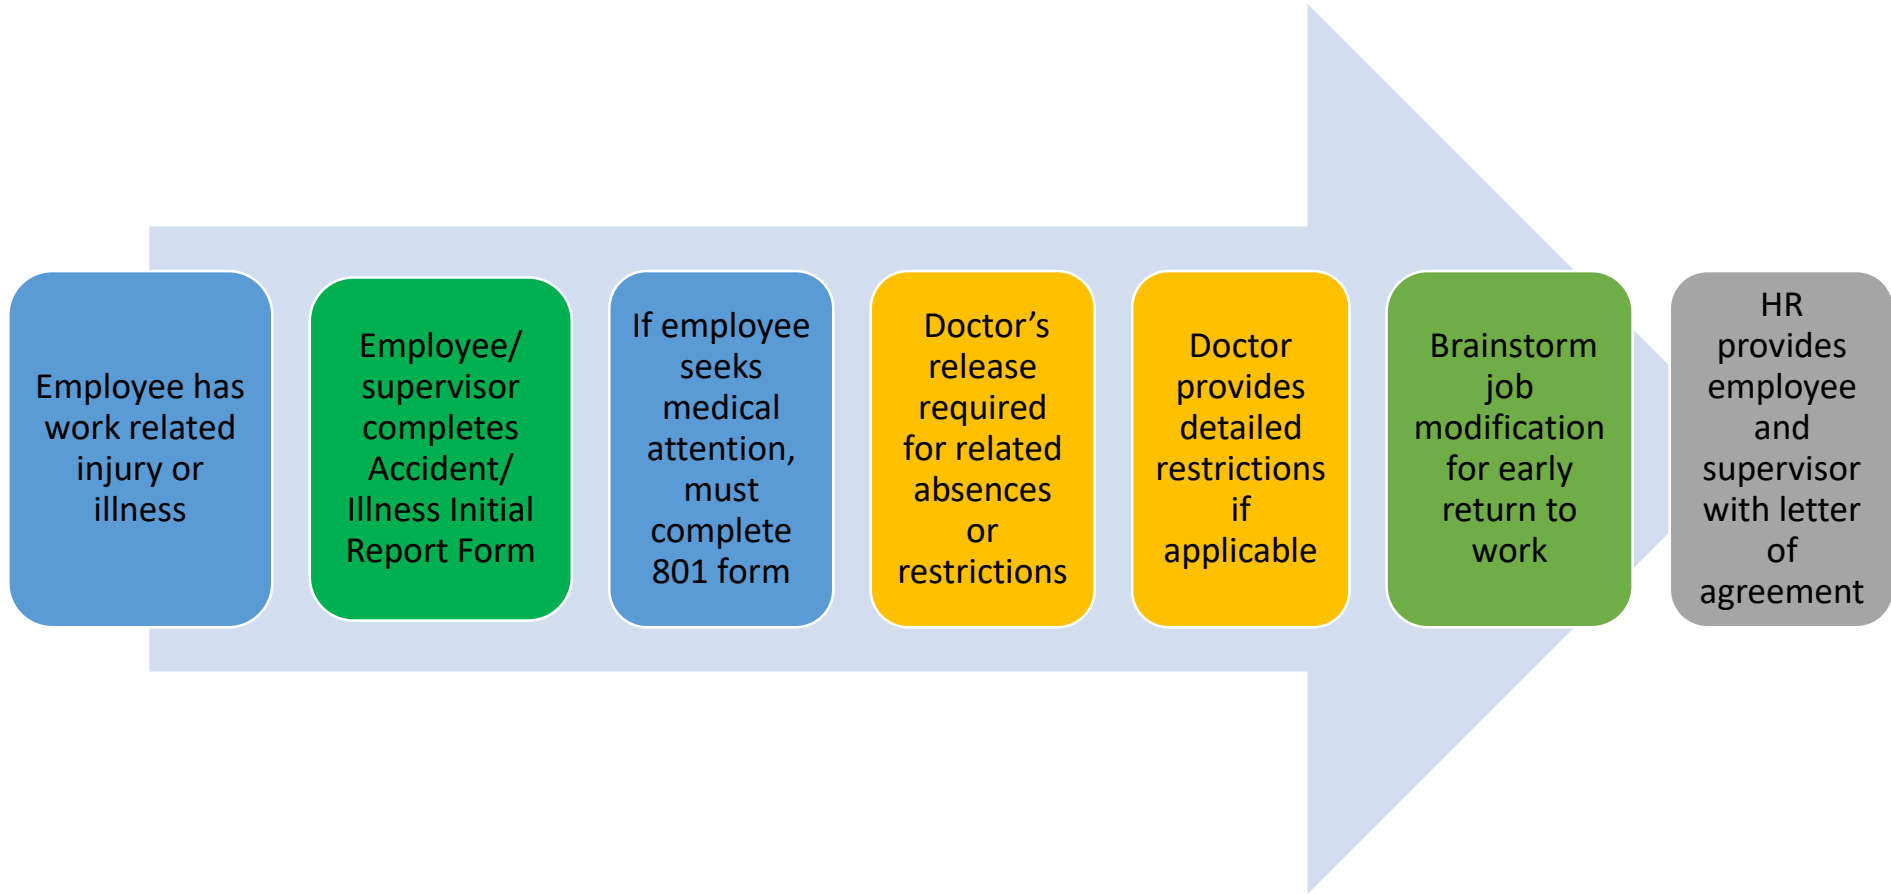 Employee has
work related
injury or
illness
Employee/
supervisor
completes
Accident/
Illness Initial
Report Form
If employee
seeks
medical
attention,
must
complete
801 form
Doctor’s
release
required
for related
absences
or
restrictions
Doctor
provides
detailed
restrictions
if
applicable
Brainstorm
job
modification
for early
return to
work
HR
provides
employee
and
supervisor
with letter
of
agreement